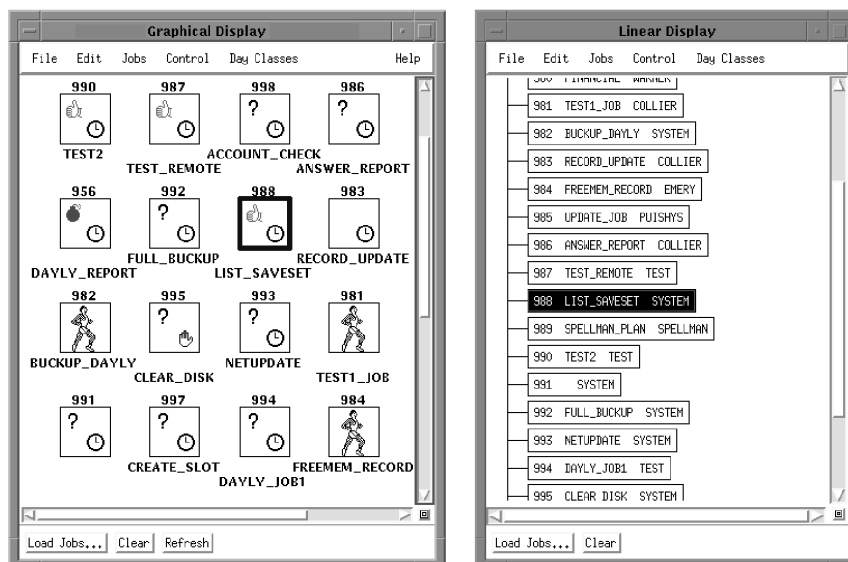 Graphical Display
File Edit Jobs Control Day Classes Help
990 987 998 986
? ?
TEST2 TEST_REMOTE ACCOUNT_CHECK ANSWER_REPORT
956 992 988 983
?
DAYLY_REPORT FULL_BUCKUP LIST_SAVESET RECORD_UPDATE
982 995 993 981
? ?
BUCKUP_DAYLY CLEAR_DISK NETUPDATE TEST1_JOB
991 997 994 984
? ? ?
CREATE_SLOT DAYLY_JOB1 FREEMEM_RECORD
Load Jobs... Clear Refresh
Linear Display
File Edit Jobs Control Day Classes
981 TEST1_JOB COLLIER
982 BUCKUP_DAYLY SYSTEM
983 RECORD_UPDATE COLLIER
984 FREEMEM_RECORD EMERY
985 UPDATE_JOB PUISHYS
986 ANSWER_REPORT COLLIER
987 TEST_REMOTE TEST
988 LIST_SAVESET SYSTEM
989 SPELLMAN_PLAN SPELLMAN
990 TEST2 TEST
991 SYSTEM
992 FULL_BUCKUP SYSTEM
993 NETUPDATE SYSTEM
994 DAYLY_JOB1 TEST
995 CLEAR DISK SYSTEM
Load Jobs... Clear